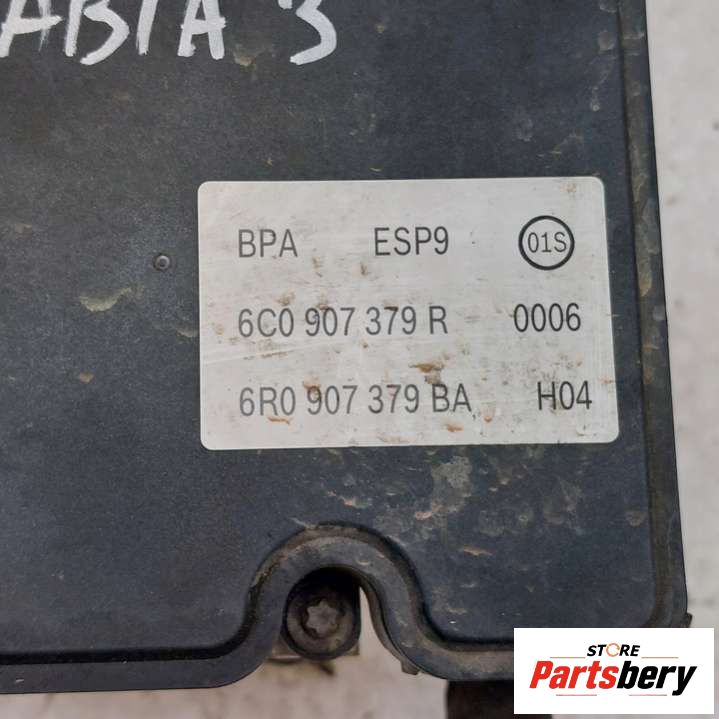 ABIA 3
BPA ESP9 01S
6C0 907 379 R 0006
6R0 907 379 BA H04
STORE
Partsbery